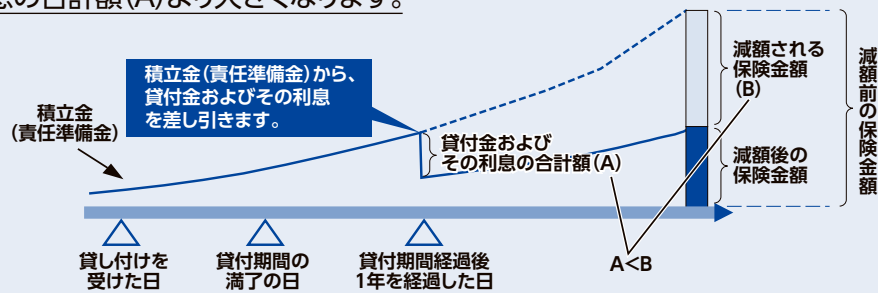 息の合計額(A)より大きくなります。
積立金(責任準備金)から、
貸付金およびその利息
を差し引きます。
積立金
(責任準備金)
貸付金および
その利息の合計額(A)
減額される
保険金額
(B)
減額後の
保険金額
減額前の保険金額
貸し付けを
受けた日
貸付期間の
満了の日
貸付期間経過後
1年を経過した日
A<B